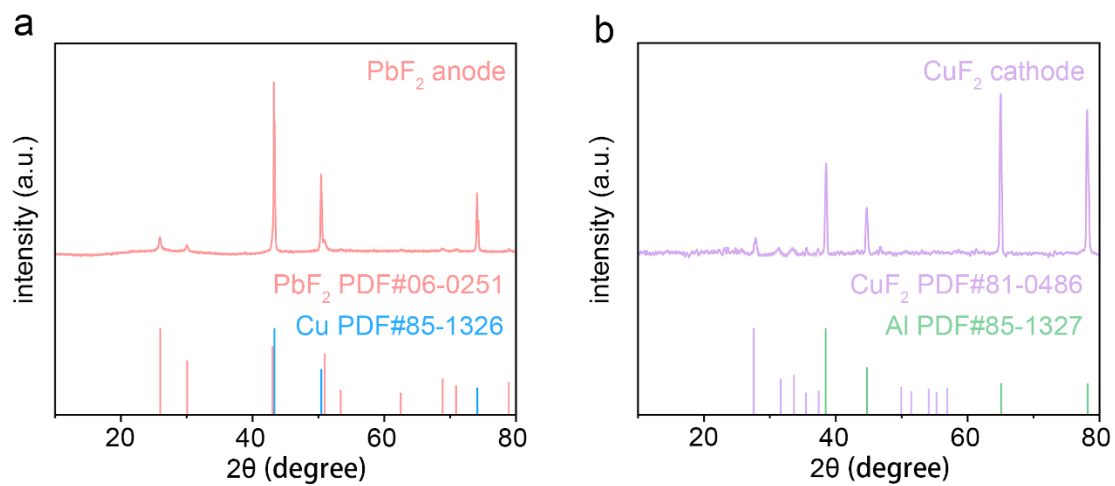 a
PbF₂ anode
intensity (a.u.)
PbF₂ PDF#06-0251
Cu PDF#85-1326
20 40 60 80
2θ (degree)
b
CuF₂ cathode
intensity (a.u.)
CuF₂ PDF#81-0486
Al PDF#85-1327
20 40 60 80
2θ (degree)